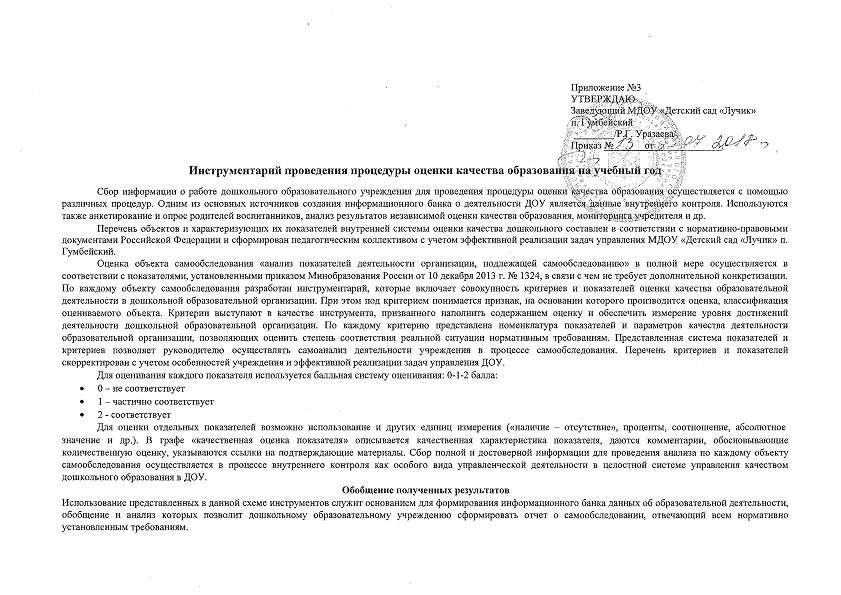 Приложение №3
УТВЕРЖДАЮ
Заведующий МДОУ «Детский сад «Лучик»
п. Гумбейский
/Р.Г. Уразаева/
Приказ № 13 от 07 2018
Инструментарий проведения процедуры оценки качества образования на учебный год
Сбор информации о работе дошкольного образовательного учреждения для проведения процедуры оценки качества образования осуществляется с помощью
различных процедур. Одним из основных источников создания информационного банка о деятельности ДОУ является данные внутреннего контроля. Используются
также анкетирование и опрос родителей воспитанников, анализ результатов независимой оценки качества образования, мониторинга учредителя и др.
Перечень объектов и характеризующих их показателей внутренней системы оценки качества дошкольного составлен в соответствии с нормативно-правовыми
документами Российской Федерации и сформирован педагогическим коллективом с учетом эффективной реализации задач управления МДОУ «Детский сад «Лучик» п.
Гумбейский.
Оценка объекта самообследования «анализ показателей деятельности организации, подлежащей самообследованию» в полной мере осуществляется в
соответствии с показателями, установленными приказом Минобразования России от 10 декабря 2013 г. № 1324, в связи с чем не требует дополнительной конкретизации.
По каждому объекту самообследования разработан инструментарий, которые включает совокупность критериев и показателей оценки качества образовательной
деятельности в дошкольной образовательной организации. При этом под критерием понимается признак, на основании которого производится оценка, классификация
оцениваемого объекта. Критерии выступают в качестве инструмента, призванного наполнить содержанием оценку и обеспечить измерение уровня достижений
деятельности дошкольной образовательной организации. По каждому критерию представлена номенклатура показателей и параметров качества деятельности
образовательной организации, позволяющих оценить степень соответствия реальной ситуации нормативным требованиям. Представленная система показателей и
критериев позволяет руководителю осуществлять самоанализ деятельности учреждения в процессе самообследования. Перечень критериев и показателей
скорректирован с учетом особенностей учреждения и эффективной реализации задач управления ДОУ.
Для оценивания каждого показателя используется балльная систему оценивания: 0-1-2 балла:
• 0 – не соответствует
• 1 – частично соответствует
• 2 - соответствует
Для оценки отдельных показателей возможно использование и других единиц измерения («наличие – отсутствие», проценты, соотношение, абсолютное
значение и др.). В графе «качественная оценка показателя» описывается качественная характеристика показателя, даются комментарии, обосновывающие
количественную оценку, указываются ссылки на подтверждающие материалы. Сбор полной и достоверной информации для проведения анализа по каждому объекту
самообследования осуществляется в процессе внутреннего контроля как особого вида управленческой деятельности в целостной системе управления качеством
дошкольного образования в ДОУ.
Обобщение полученных результатов
Использование представленных в данной схеме инструментов служит основанием для формирования информационного банка данных об образовательной деятельности,
обобщение и анализ которых позволит дошкольному образовательному учреждению сформировать отчет о самообследовании, отвечающий всем нормативно
установленным требованиям.